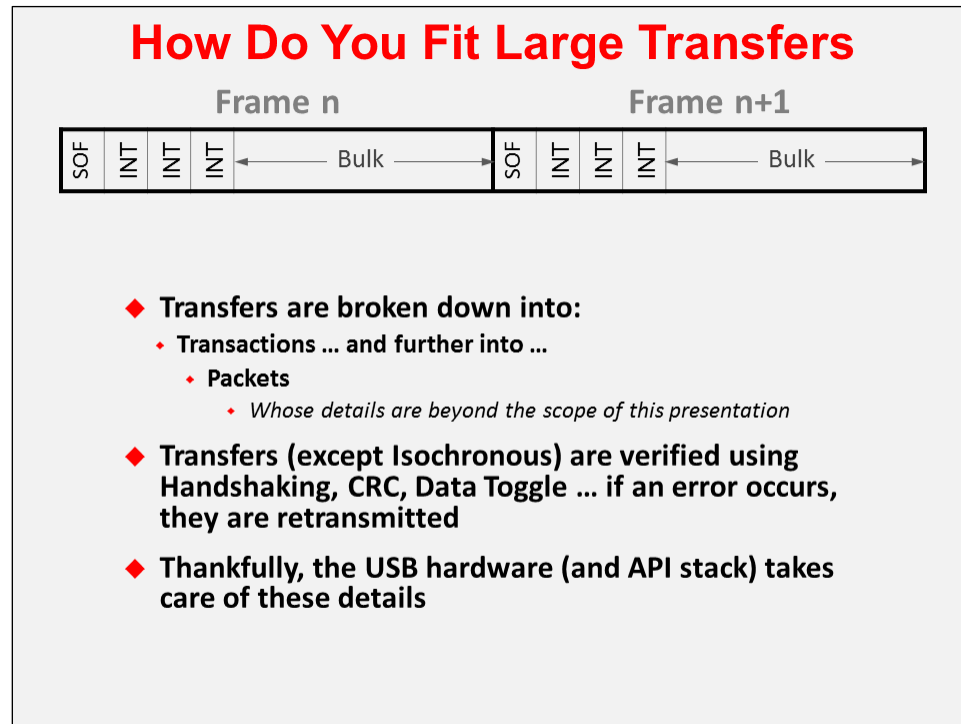 How Do You Fit Large Transfers
Frame n Frame n+1
SOF INT INT INT Bulk SOF INT INT INT Bulk
Transfers are broken down into:
Transactions ... and further into ...
Packets
Whose details are beyond the scope of this presentation
Transfers (except Isochronous) are verified using
Handshaking, CRC, Data Toggle ... if an error occurs,
they are retransmitted
Thankfully, the USB hardware (and API stack) takes
care of these details